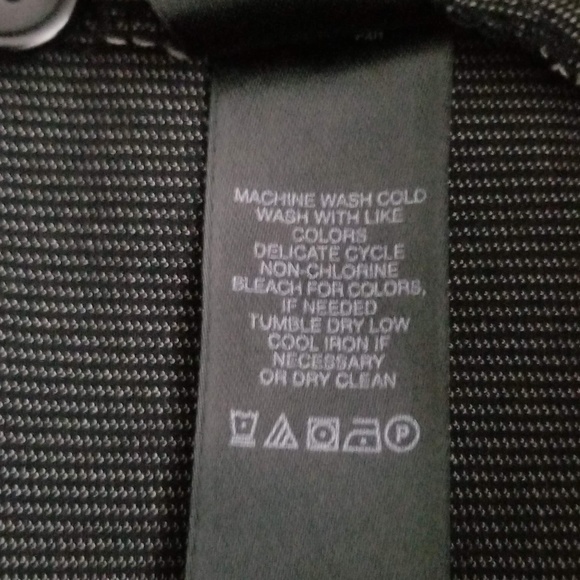 MACHINE WASH COLD
WASH WITH LIKE
COLORS
DELICATE CYCLE
NON-CHLORINE
BLEACH FOR COLORS,
IF NEEDED
TUMBLE DRY LOW
COOL IRON IF
NECESSARY
OR DRY CLEAN
P